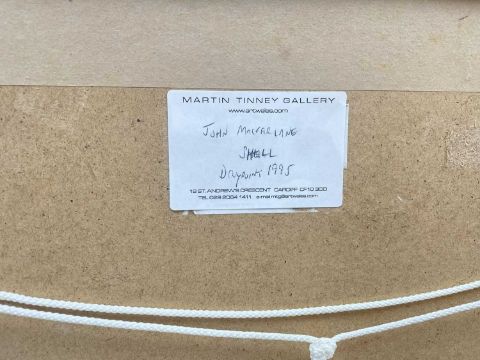 MARTIN TINNEY GALLERY
www.artwales.com
JOHN MACFARLANE
SHELL
DRYPOINT 1995
18 ST. ANDREW'S CRESCENT CARDIFF CF10 3DD
TEL 029 2064 1411 e-mail mtg@artwales.com